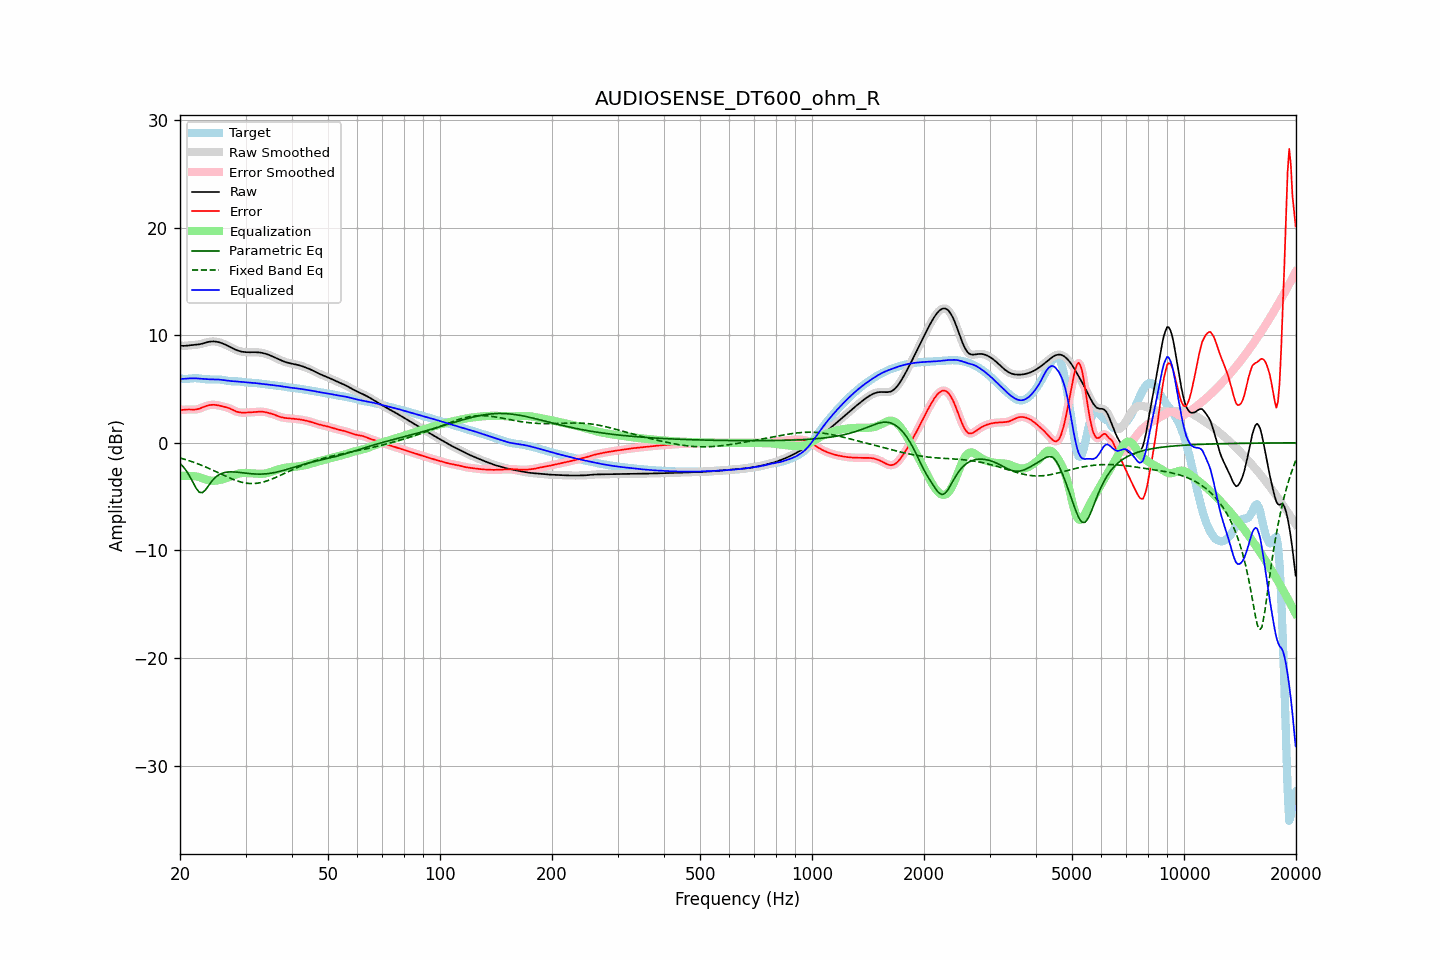 AUDIOSENSE_DT600_ohm_R
Target
Raw Smoothed
Error Smoothed
Raw
Error
Equalization
Parametric Eq
Fixed Band Eq
Equalized
30
20
10
0
−10
−20
−30
Amplitude (dBr)
20 50 100 200 500 1000 2000 5000 10000 20000
Frequency (Hz)